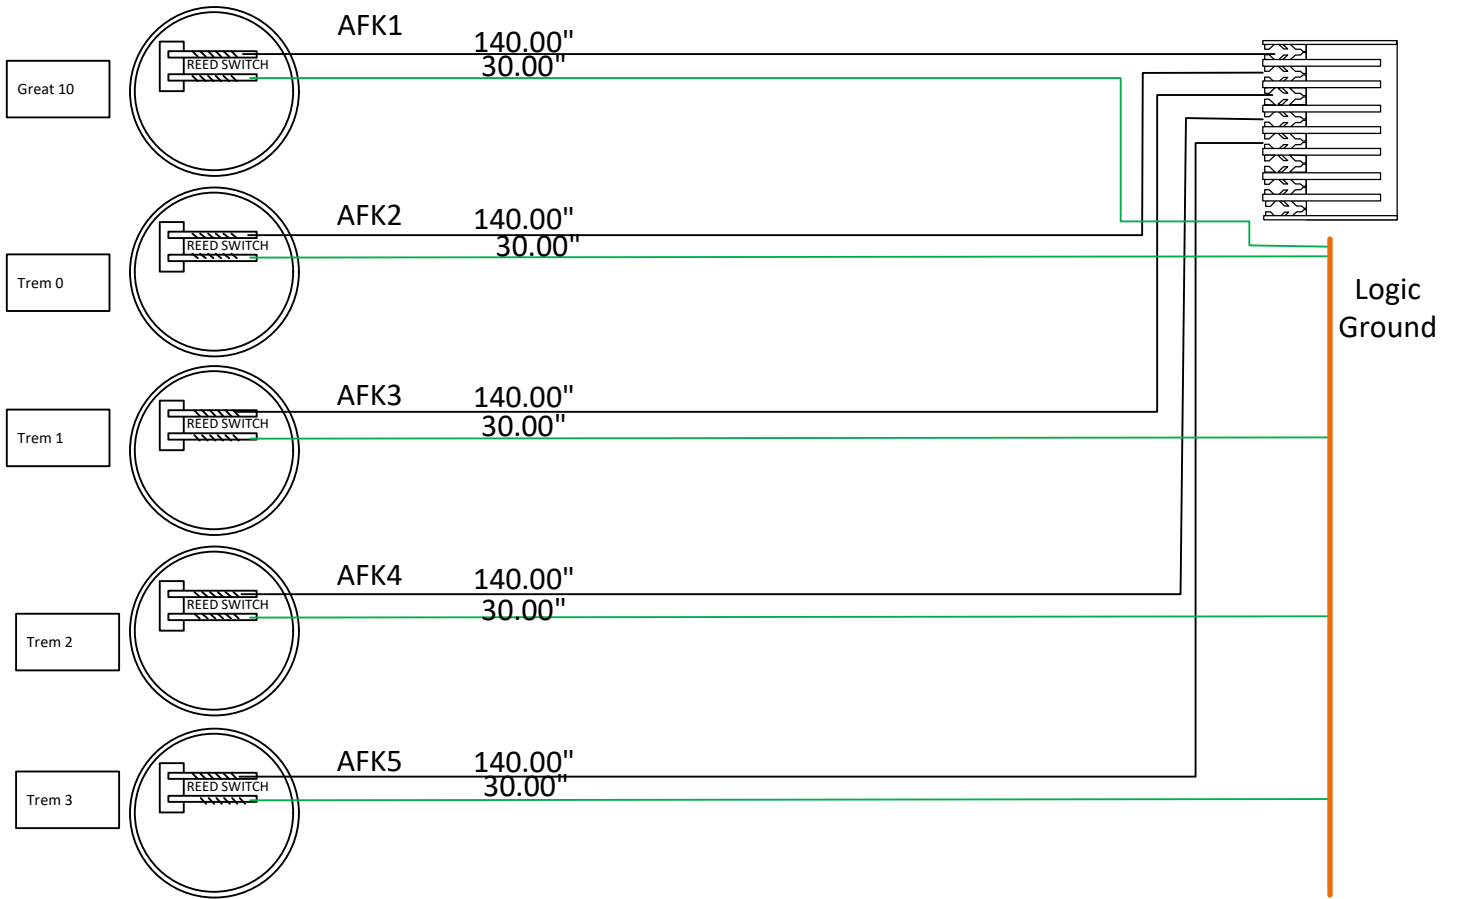 AFK1
140.00"
30.00"
REED SWITCH
Great 10
AFK2
140.00"
30.00"
REED SWITCH
Trem 0
Logic
Ground
AFK3
140.00"
30.00"
REED SWITCH
Trem 1
AFK4
140.00"
30.00"
REED SWITCH
Trem 2
AFK5
140.00"
30.00"
REED SWITCH
Trem 3